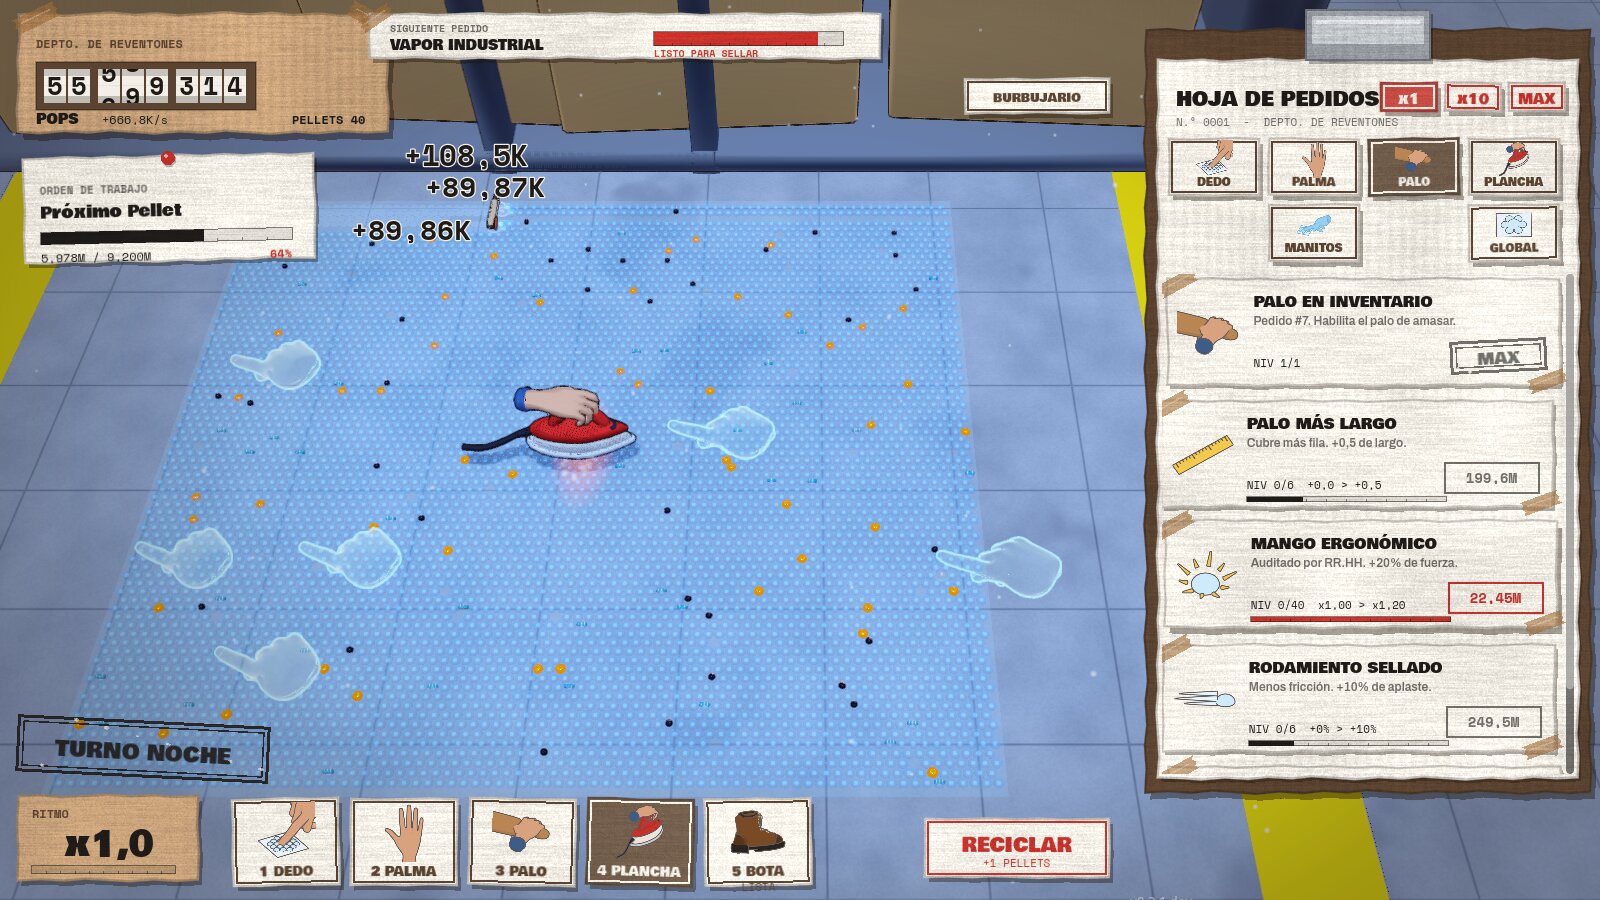 DEPTO. DE REVENTONES
55 9 314
POPS +666,8K/s PELLETS 40
SIGUIENTE PEDIDO
VAPOR INDUSTRIAL
LISTO PARA SELLAR
BURBUJARIO
ORDEN DE TRABAJO
Próximo Pellet
5,978M / 9,200M 64%
+108,5K
+89,87K
+89,86K
TURNO NOCHE
RITMO
x1,0
1 DEDO
2 PALMA
3 PALO
4 PLANCHA
5 BOTA
LISTA
RECICLAR
+1 PELLETS
HOJA DE PEDIDOS x1 x10 MAX
N.° 0001 - DEPTO. DE REVENTONES
DEDO
PALMA
PALO
PLANCHA
MANITOS
GLOBAL
PALO EN INVENTARIO
Pedido #7. Habilita el palo de amasar.
NIV 1/1
MAX
PALO MÁS LARGO
Cubre más fila. +0,5 de largo.
NIV 0/6 +0,0 > +0,5
199,6M
MANGO ERGONÓMICO
Auditado por RR.HH. +20% de fuerza.
NIV 0/40 x1,00 > x1,20
22,45M
RODAMIENTO SELLADO
Menos fricción. +10% de aplaste.
NIV 0/6 +0% > +10%
249,5M